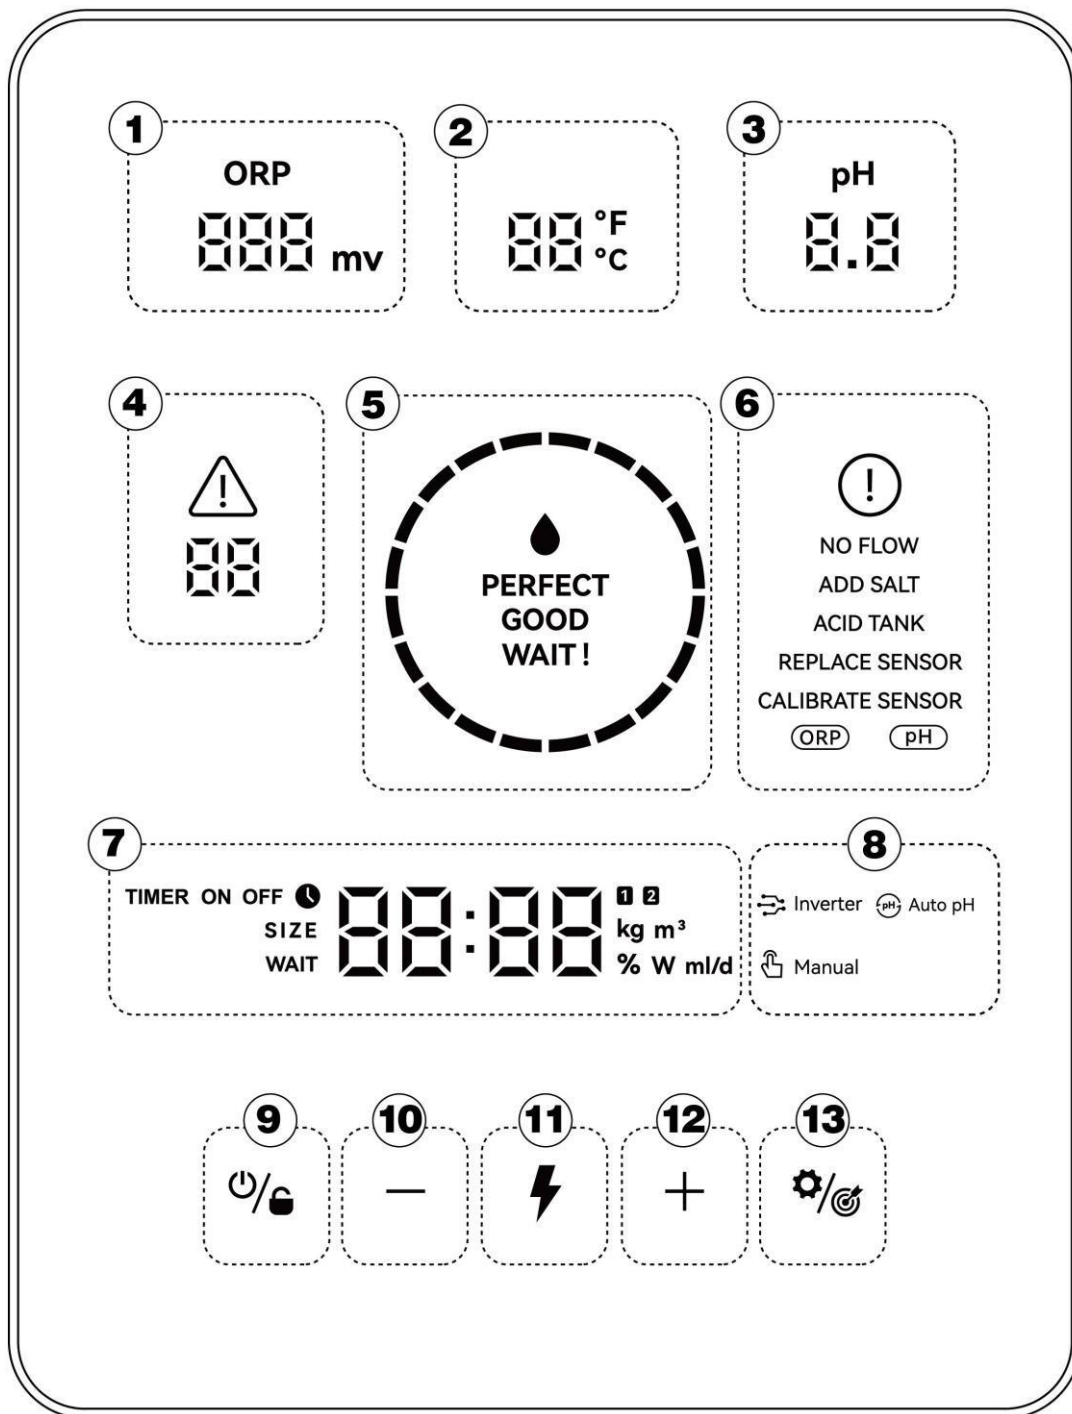 1
ORP
888 mv
2
88 °F
°C
3
pH
8.8
4
!
88
5
PERFECT
GOOD
WAIT!
6
!
NO FLOW
ADD SALT
ACID TANK
REPLACE SENSOR
CALIBRATE SENSOR
ORP pH
7
TIMER ON OFF 88:88 1 2
SIZE kg m³
WAIT % W ml/d
8
Inverter pH Auto pH
Manual
9
10
11
12
13
/
−
+
/